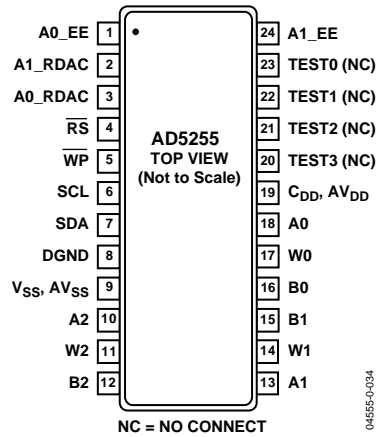 A0_EE 1 24 A1_EE
A1_RDAC 2 23 TEST0 (NC)
A0_RDAC 3 22 TEST1 (NC)
RS 4 21 TEST2 (NC)
WP 5 20 TEST3 (NC)
AD5255
TOP VIEW
(Not to Scale)
SCL 6 19 CDD, AVDD
SDA 7 18 A0
DGND 8 17 W0
VSS, AVSS 9 16 B0
A2 10 15 B1
W2 11 14 W1
B2 12 13 A1
NC = NO CONNECT
04555-0-034